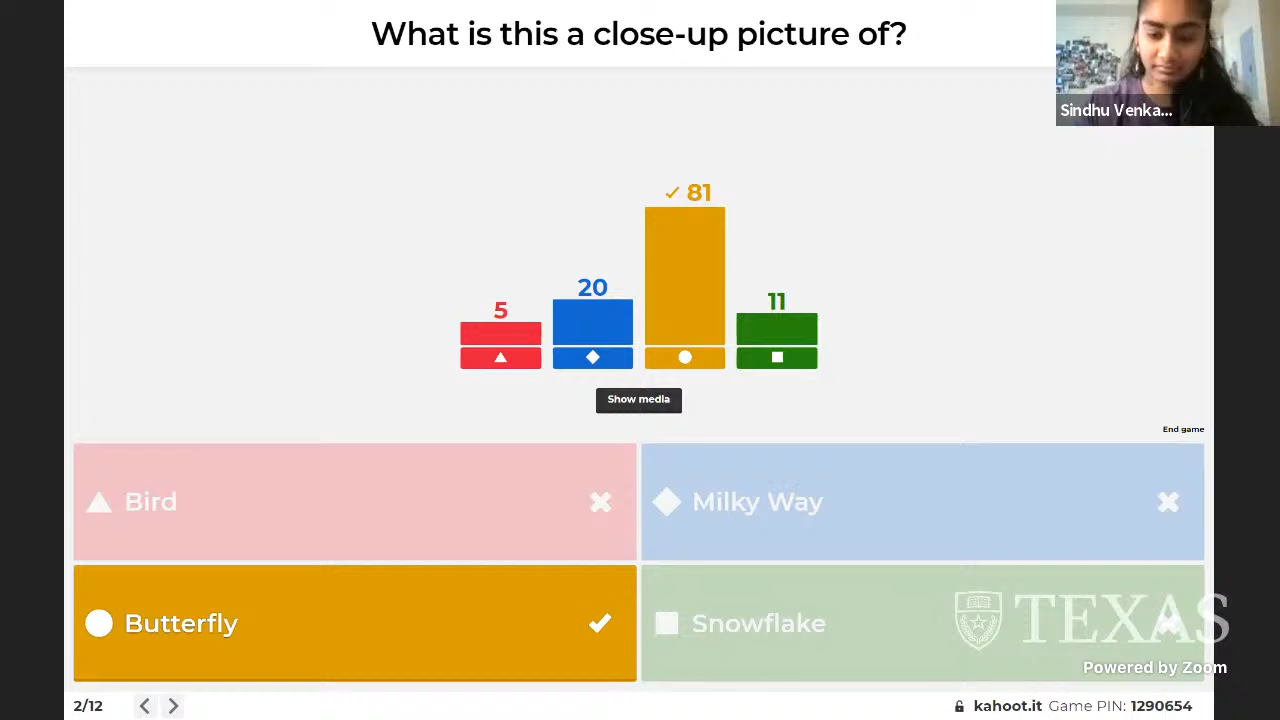 What is this a close-up picture of?
Sindhu Venka...
81
20
11
5
Show media
End game
Bird
Milky Way
Butterfly
Snowflake
TEXAS
Powered by Zoom
2/12
kahoot.it Game PIN: 1290654